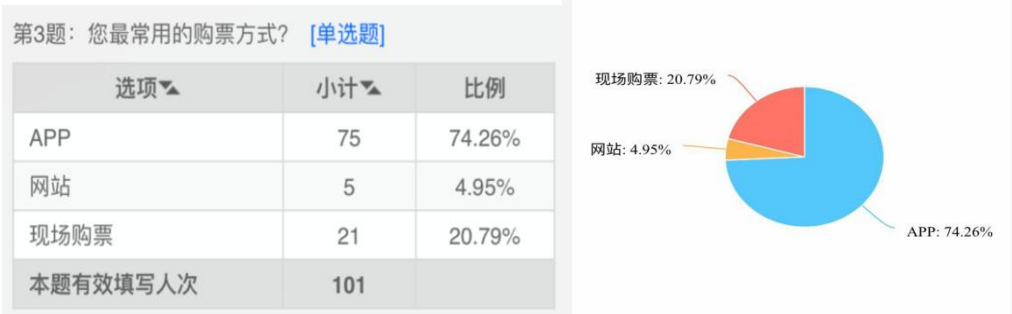 第3题：您最常用的购票方式? [单选题]
选项 小计 比例
APP 75 74.26%
网站 5 4.95%
现场购票 21 20.79%
本题有效填写人次 101
现场购票: 20.79%
网站: 4.95%
APP: 74.26%